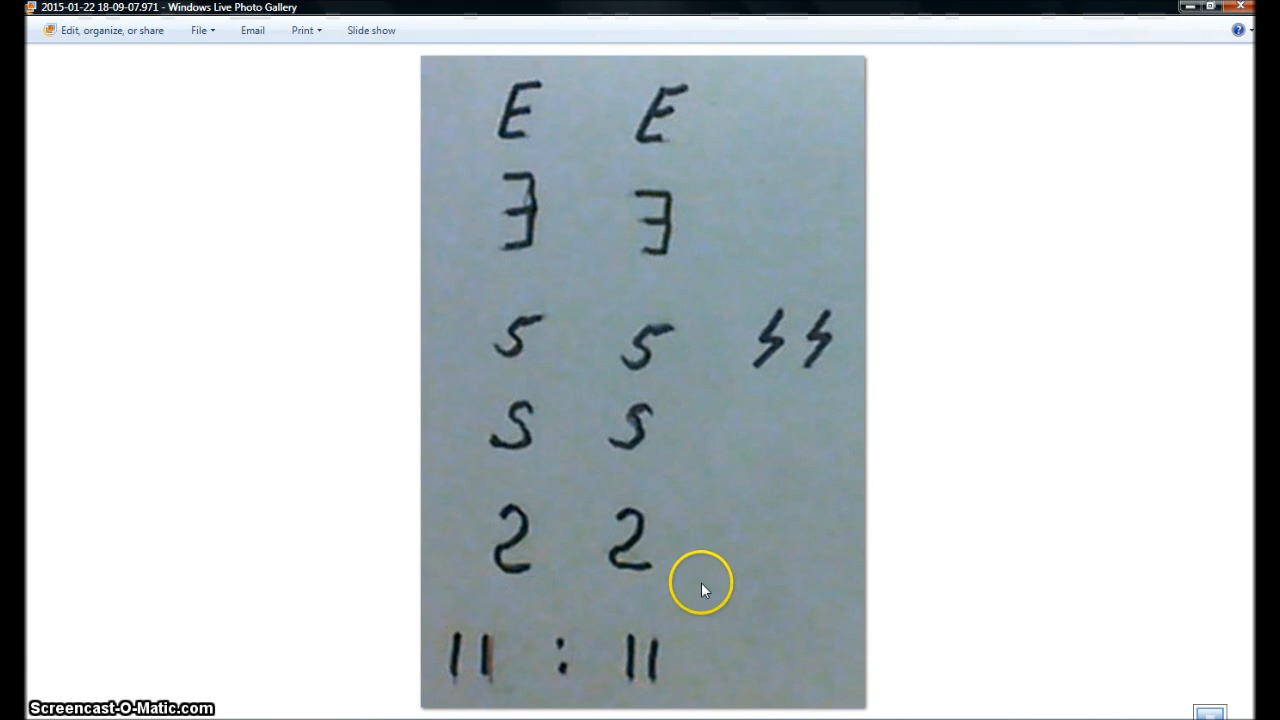 2015-01-22 18-09-07.971 - Windows Live Photo Gallery
Edit, organize, or share File Email Print Slide show
E E
Ǝ Ǝ
5 5 ϟϟ
S S
2 2
11 : 11
Screencast-O-Matic.com